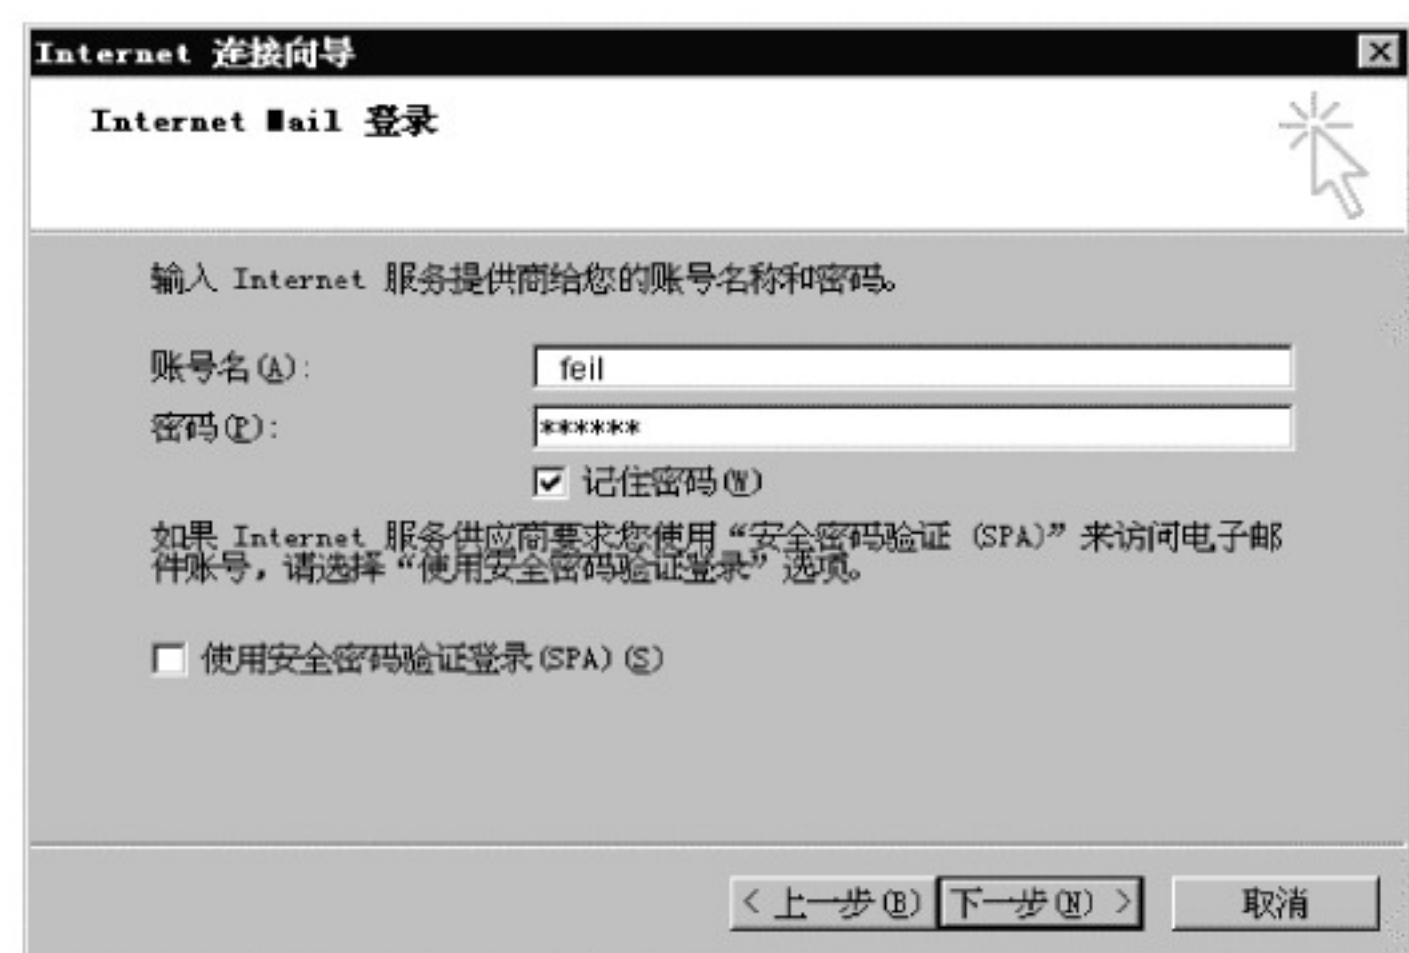 Internet 连接向导
Internet Mail 登录
输入 Internet 服务提供商给您的账号名称和密码。
账号名(A): feil
密码(P): ******
记住密码(W)
如果 Internet 服务供应商要求您使用“安全密码验证 (SPA)”来访问电子邮
件账号,请选择“使用安全密码验证登录”选项。
使用安全密码验证登录(SPA)(S)
< 上一步(B) 下一步(N) > 取消